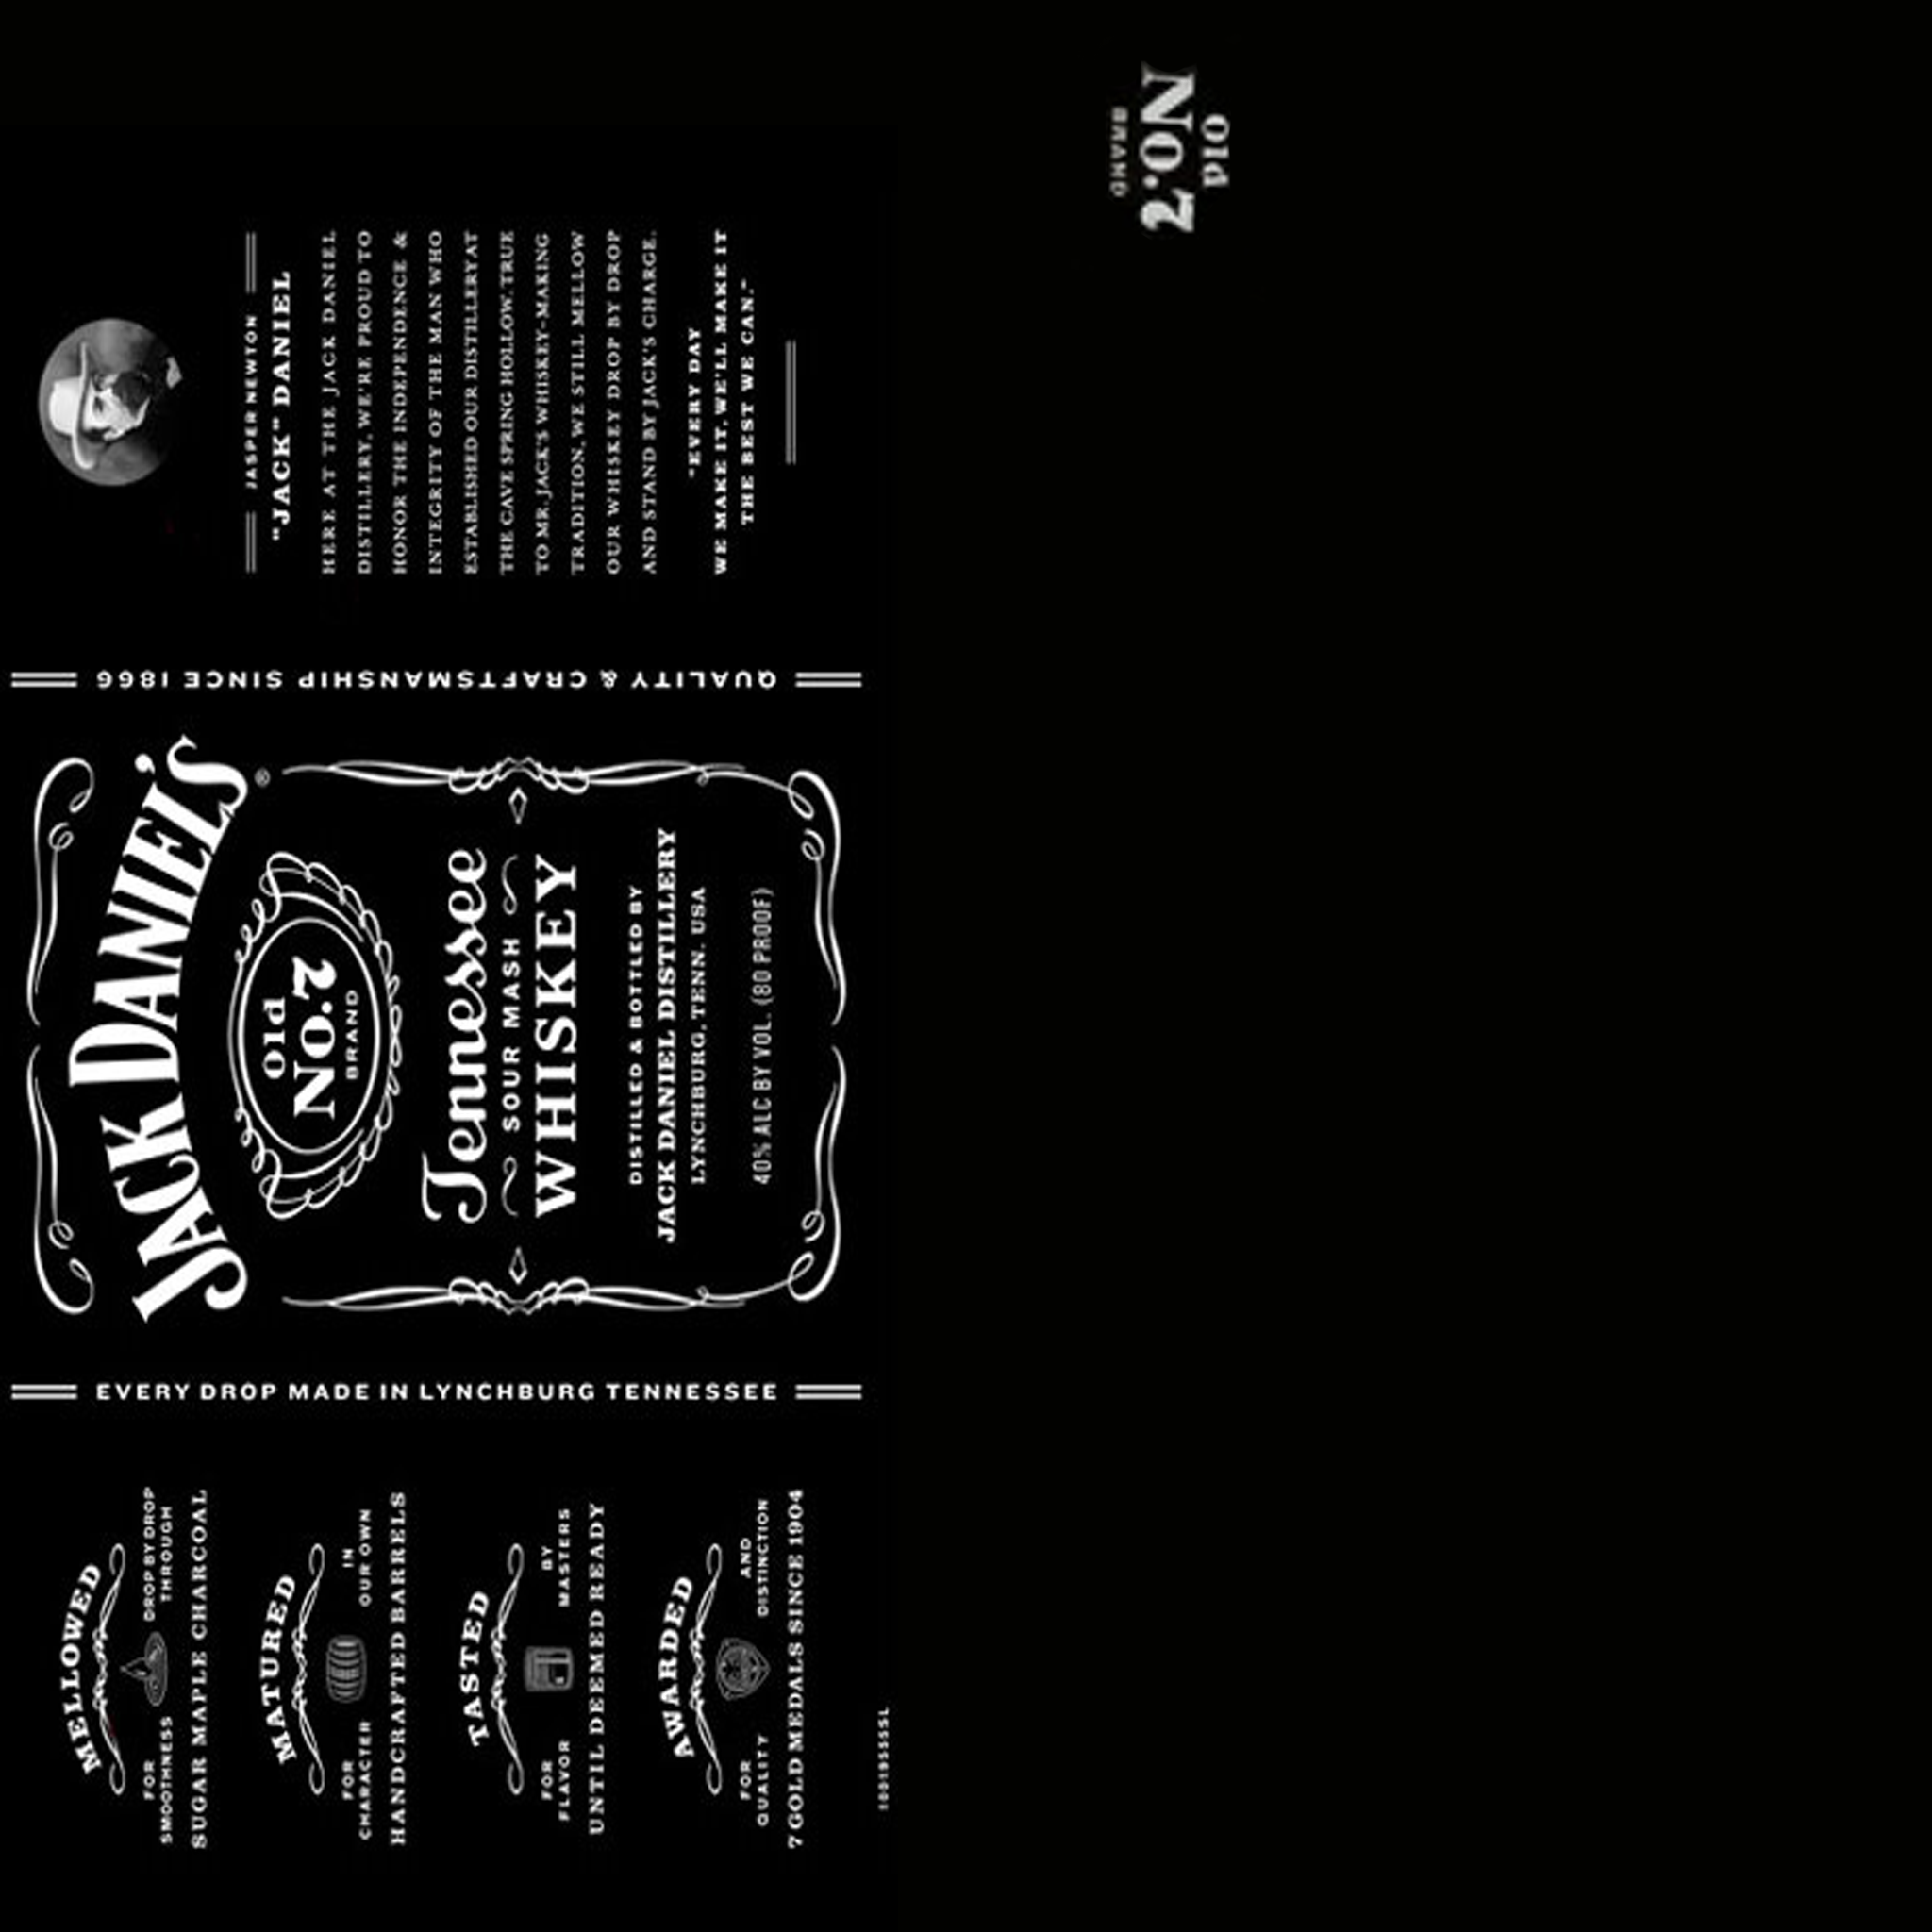 JASPER NEWTON
"JACK" DANIEL
HERE AT THE JACK DANIEL
DISTILLERY, WE'RE PROUD TO
HONOR THE INDEPENDENCE &
INTEGRITY OF THE MAN WHO
ESTABLISHED OUR DISTILLERY AT
THE CAVE SPRING HOLLOW. TRUE
TO MR. JACK'S WHISKEY-MAKING
TRADITION, WE STILL MELLOW
OUR WHISKEY DROP BY DROP
AND STAND BY JACK'S CHARGE.
"EVERY DAY
WE MAKE IT, WE'LL MAKE IT
THE BEST WE CAN."
QUALITY & CRAFTSMANSHIP SINCE 1866
JACK DANIEL'S®
Old
No.7
BRAND
Tennessee
SOUR MASH
WHISKEY
DISTILLED & BOTTLED BY
JACK DANIEL DISTILLERY
LYNCHBURG, TENN. USA
40% ALC BY VOL. (80 PROOF)
EVERY DROP MADE IN LYNCHBURG TENNESSEE
MELLOWED
FOR SMOOTHNESS
DROP BY DROP THROUGH
SUGAR MAPLE CHARCOAL
MATURED
FOR CHARACTER
IN OUR OWN
HANDCRAFTED BARRELS
TASTED
FOR FLAVOR
BY MASTERS
UNTIL DEEMED READY
AWARDED
FOR QUALITY
AND DISTINCTION
7 GOLD MEDALS SINCE 1904
Old
No.7
BRAND